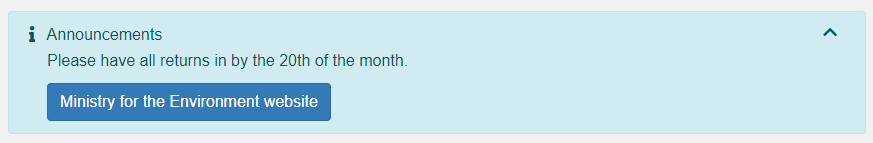 Announcements
Please have all returns in by the 20th of the month.
Ministry for the Environment website